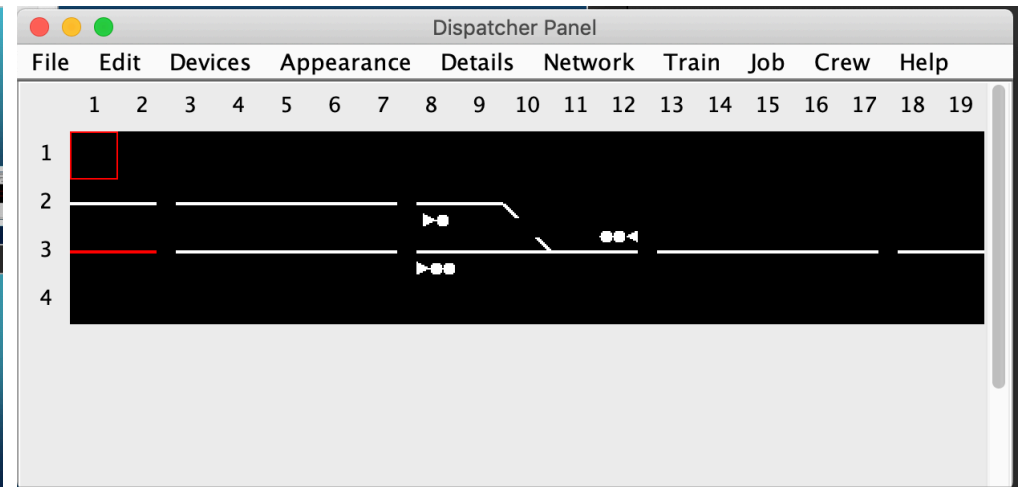 Dispatcher Panel
File Edit Devices Appearance Details Network Train Job Crew Help
1 2 3 4 5 6 7 8 9 10 11 12 13 14 15 16 17 18 19
1
2
3
4